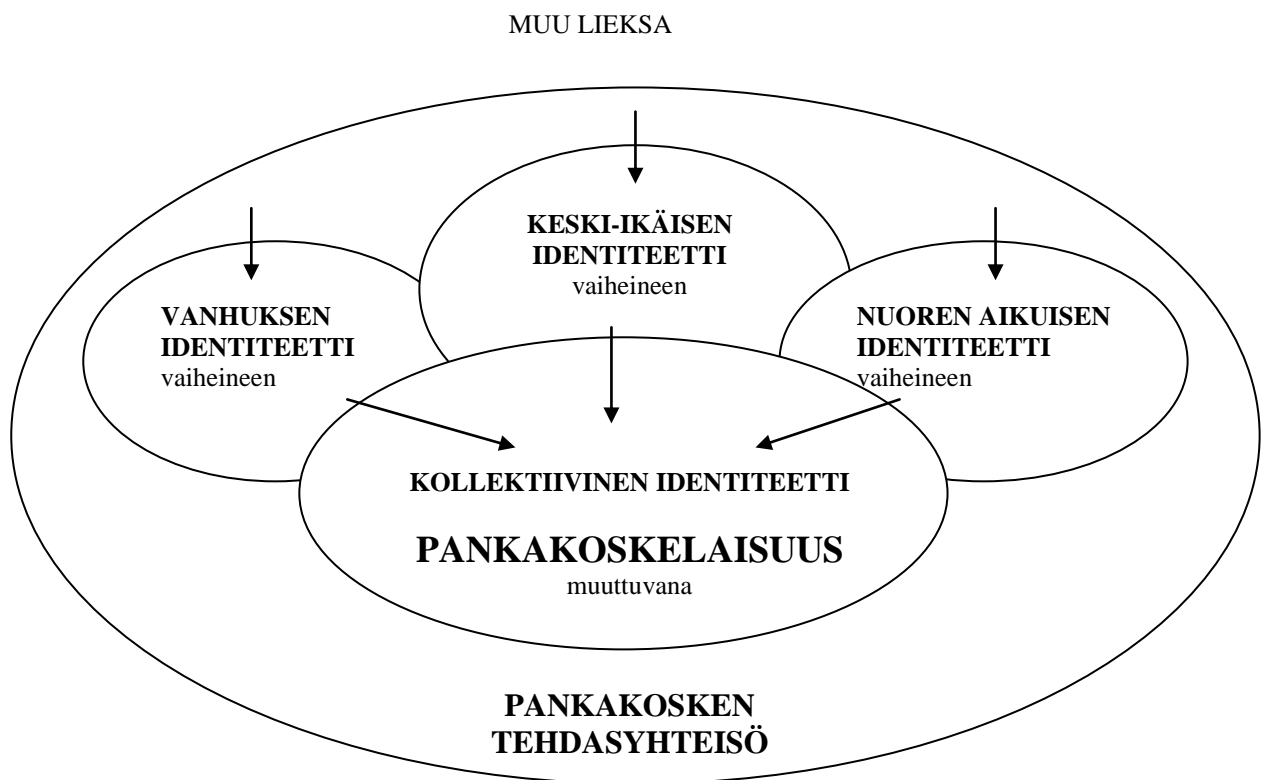 MUU LIEKSA
KESKI-IKÄISEN
IDENTITEETTI
vaiheineen
VANHUKSEN
IDENTITEETTI
vaiheineen
NUOREN AIKUISEN
IDENTITEETTI
vaiheineen
KOLLEKTIIVINEN IDENTITEETTI
PANKAKOSKELAISUUS
muuttuvana
PANKAKOSKEN
TEHDASYHTEISÖ